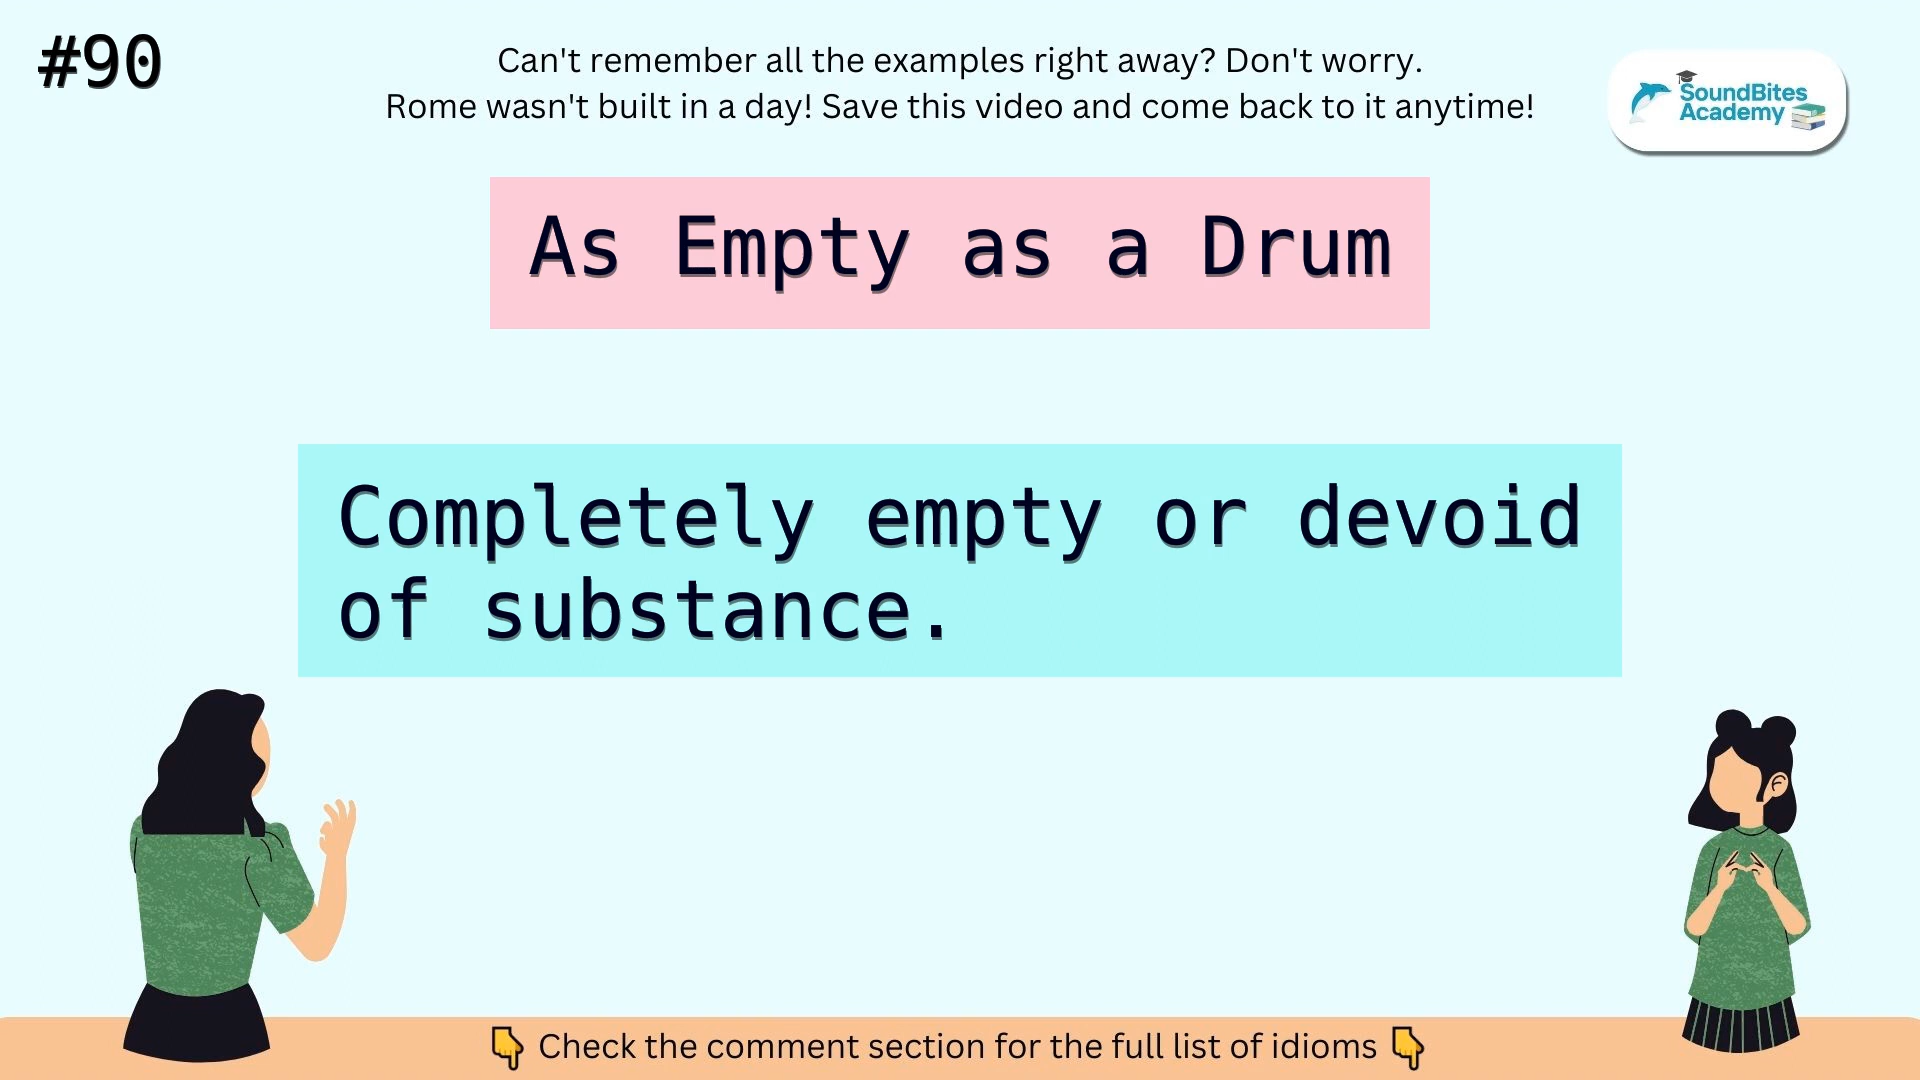 #90
Can't remember all the examples right away? Don't worry.
Rome wasn't built in a day! Save this video and come back to it anytime!
SoundBites
Academy
As Empty as a Drum
Completely empty or devoid
of substance.
👇 Check the comment section for the full list of idioms 👇